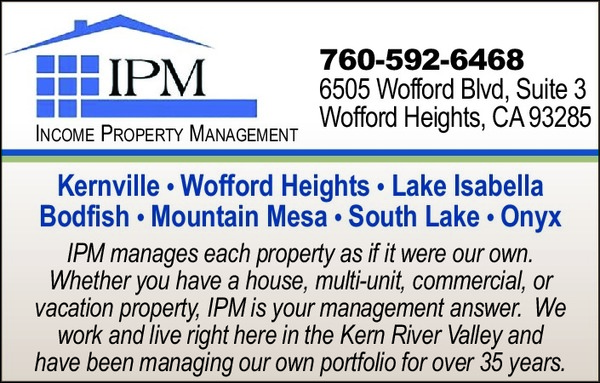 IPM
INCOME PROPERTY MANAGEMENT
760-592-6468
6505 Wofford Blvd, Suite 3
Wofford Heights, CA 93285
Kernville • Wofford Heights • Lake Isabella
Bodfish • Mountain Mesa • South Lake • Onyx
IPM manages each property as if it were our own.
Whether you have a house, multi-unit, commercial, or
vacation property, IPM is your management answer.  We
work and live right here in the Kern River Valley and
have been managing our own portfolio for over 35 years.